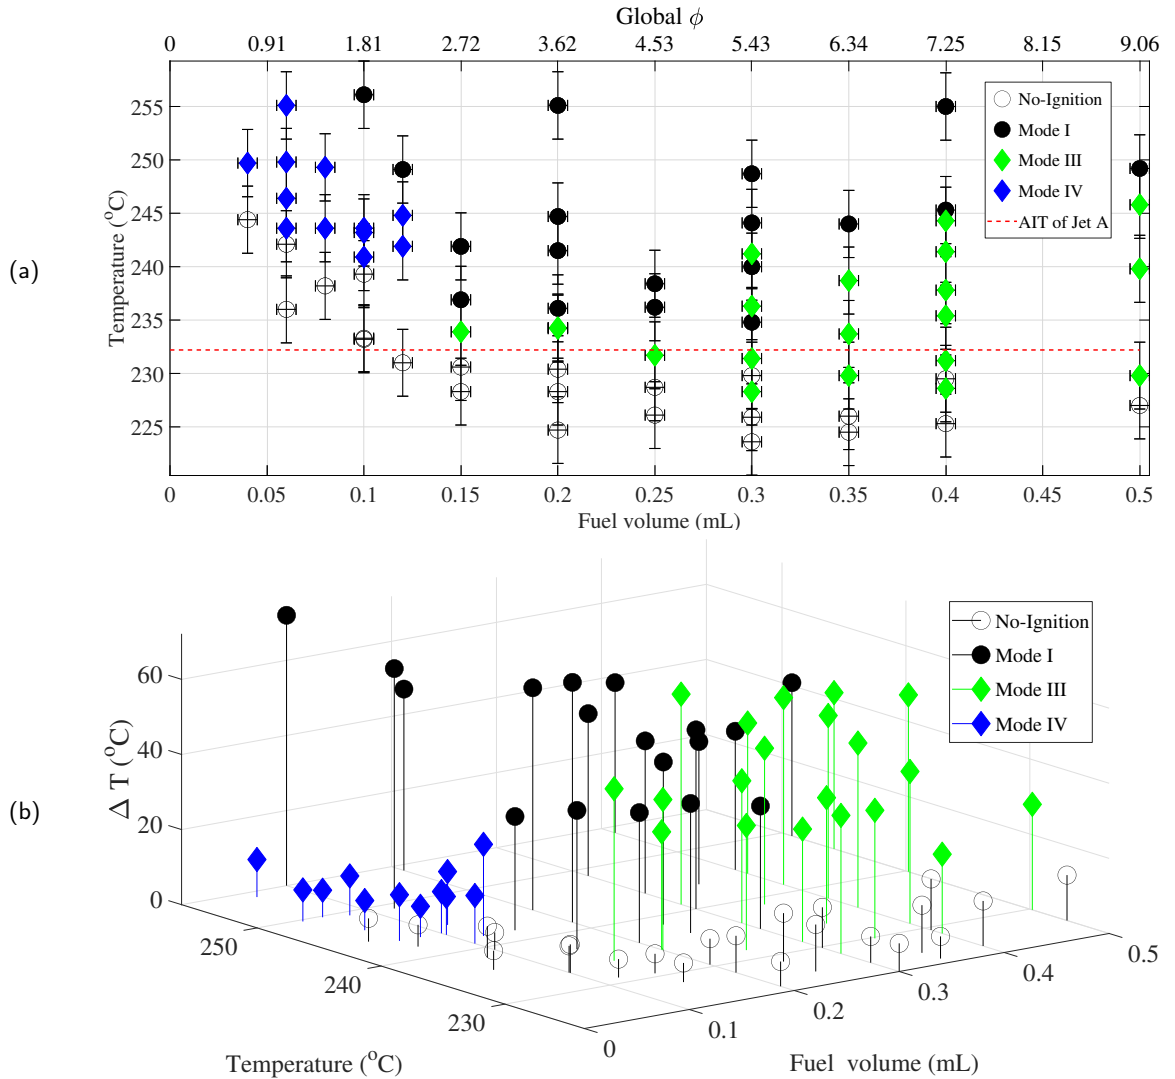 Global ϕ
0 0.91 1.81 2.72 3.62 4.53 5.43 6.34 7.25 8.15 9.06
(a)
Temperature (°C)
255
250
245
240
235
230
225
No-Ignition
Mode I
Mode III
Mode IV
AIT of Jet A
0 0.05 0.1 0.15 0.2 0.25 0.3 0.35 0.4 0.45 0.5
Fuel volume (mL)
(b)
Δ T (°C)
60
40
20
0
No-Ignition
Mode I
Mode III
Mode IV
250
240
230
0
0.1
0.2
0.3
0.4
0.5
Temperature (°C)
Fuel volume (mL)